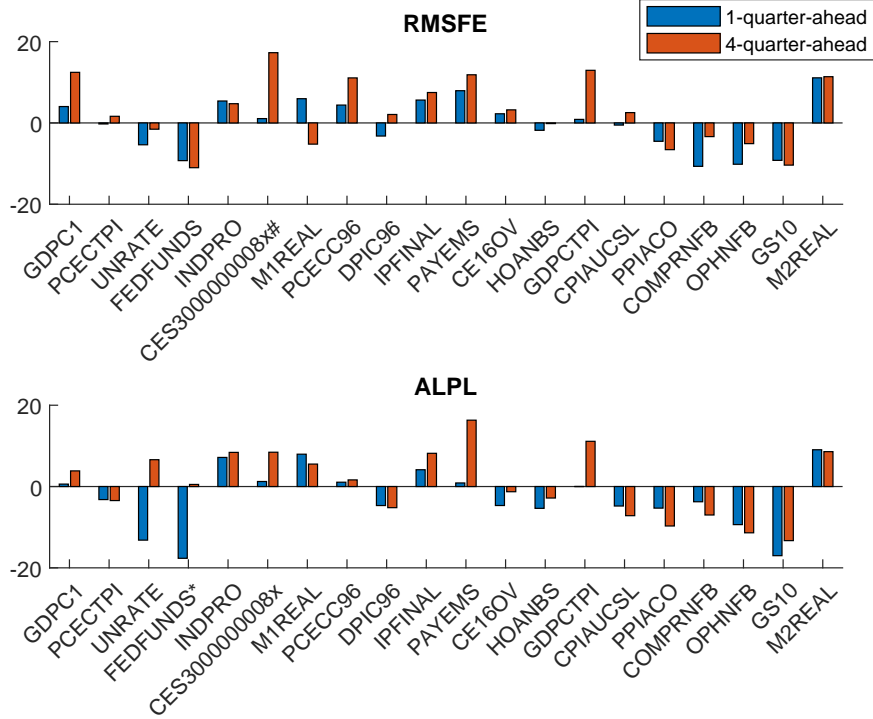 RMSFE
1-quarter-ahead
4-quarter-ahead
20
0
-20
GDPC1
PCECTPI
UNRATE
FEDFUNDS
INDPRO
CES3000000008x#
M1REAL
PCECC96
DPIC96
IPFINAL
PAYEMS
CE16OV
HOANBS
GDPCTPI
CPIAUCSL
PPIACO
COMPRNFB
OPHNFB
GS10
M2REAL
ALPL
20
0
-20
GDPC1
PCECTPI
UNRATE
FEDFUNDS*
INDPRO
CES3000000008x
M1REAL
PCECC96
DPIC96
IPFINAL
PAYEMS
CE16OV
HOANBS
GDPCTPI
CPIAUCSL
PPIACO
COMPRNFB
OPHNFB
GS10
M2REAL